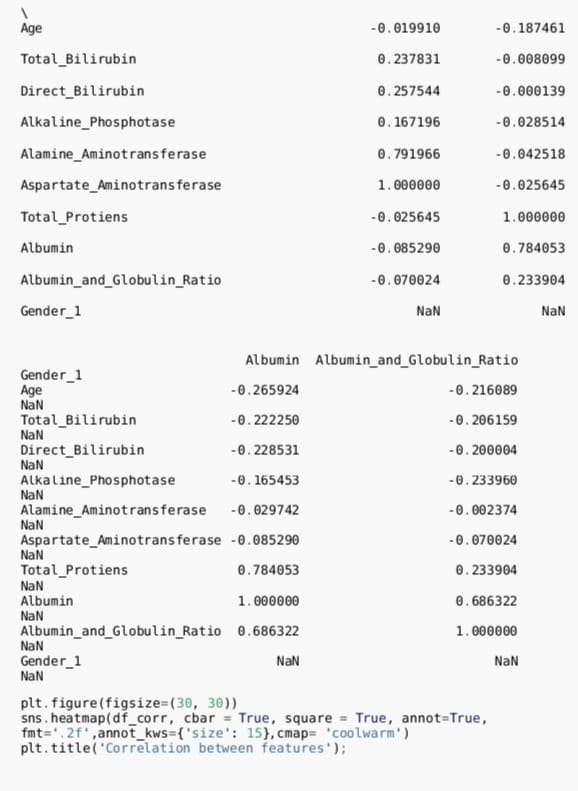 \
Age -0.019910 -0.187461
Total_Bilirubin 0.237831 -0.008099
Direct_Bilirubin 0.257544 -0.000139
Alkaline_Phosphotase 0.167196 -0.028514
Alamine_Aminotransferase 0.791966 -0.042518
Aspartate_Aminotransferase 1.000000 -0.025645
Total_Protiens -0.025645 1.000000
Albumin -0.085290 0.784053
Albumin_and_Globulin_Ratio -0.070024 0.233904
Gender_1 NaN NaN
Albumin Albumin_and_Globulin_Ratio
Gender_1
Age -0.265924 -0.216089
NaN
Total_Bilirubin -0.222250 -0.206159
NaN
Direct_Bilirubin -0.228531 -0.200004
NaN
Alkaline_Phosphotase -0.165453 -0.233960
NaN
Alamine_Aminotransferase -0.029742 -0.002374
NaN
Aspartate_Aminotransferase -0.085290 -0.070024
NaN
Total_Protiens 0.784053 0.233904
NaN
Albumin 1.000000 0.686322
NaN
Albumin_and_Globulin_Ratio 0.686322 1.000000
NaN
Gender_1 NaN NaN
NaN
plt.figure(figsize=(30, 30))
sns.heatmap(df_corr, cbar = True, square = True, annot=True,
fmt='.2f',annot_kws={'size': 15},cmap= 'coolwarm')
plt.title('Correlation between features');